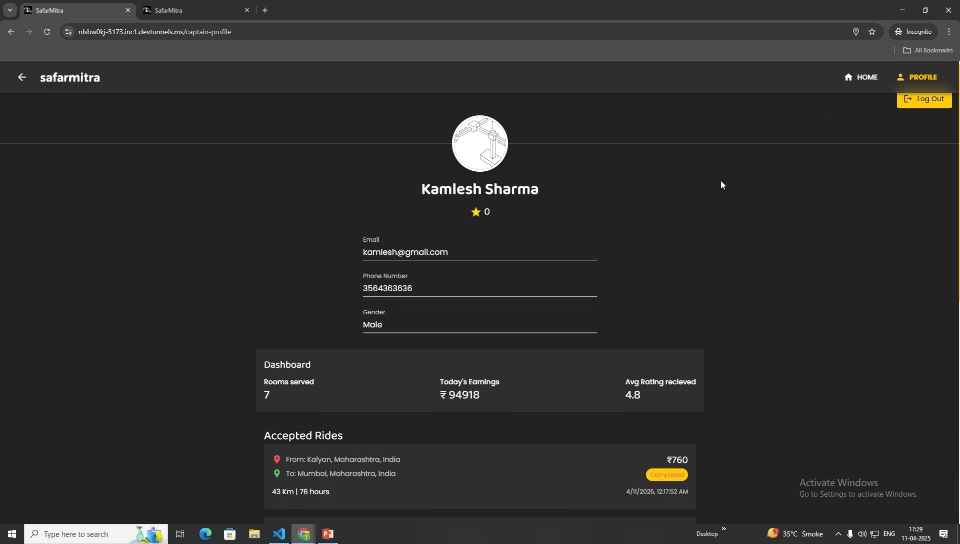 SafarMitra
SafarMitra
nlsbw0kj-5173.inc1.devtunnels.ms/captain-profile
Incognito
All Bookmarks
safarmitra
HOME
PROFILE
Log Out
Kamlesh Sharma
0
Email
kamlesh@gmail.com
Phone Number
3564363636
Gender
Male
Dashboard
Rooms served
Today's Earnings
Avg Rating recieved
7
₹ 94918
4.8
Accepted Rides
From: Kalyan, Maharashtra, India
₹760
To: Mumbai, Maharashtra, India
Completed
43 Km | 76 hours
4/11/2025, 12:17:52 AM
Activate Windows
Go to Settings to activate Windows.
Type here to search
Desktop
35°C Smoke
ENG
17:29
11-04-2025